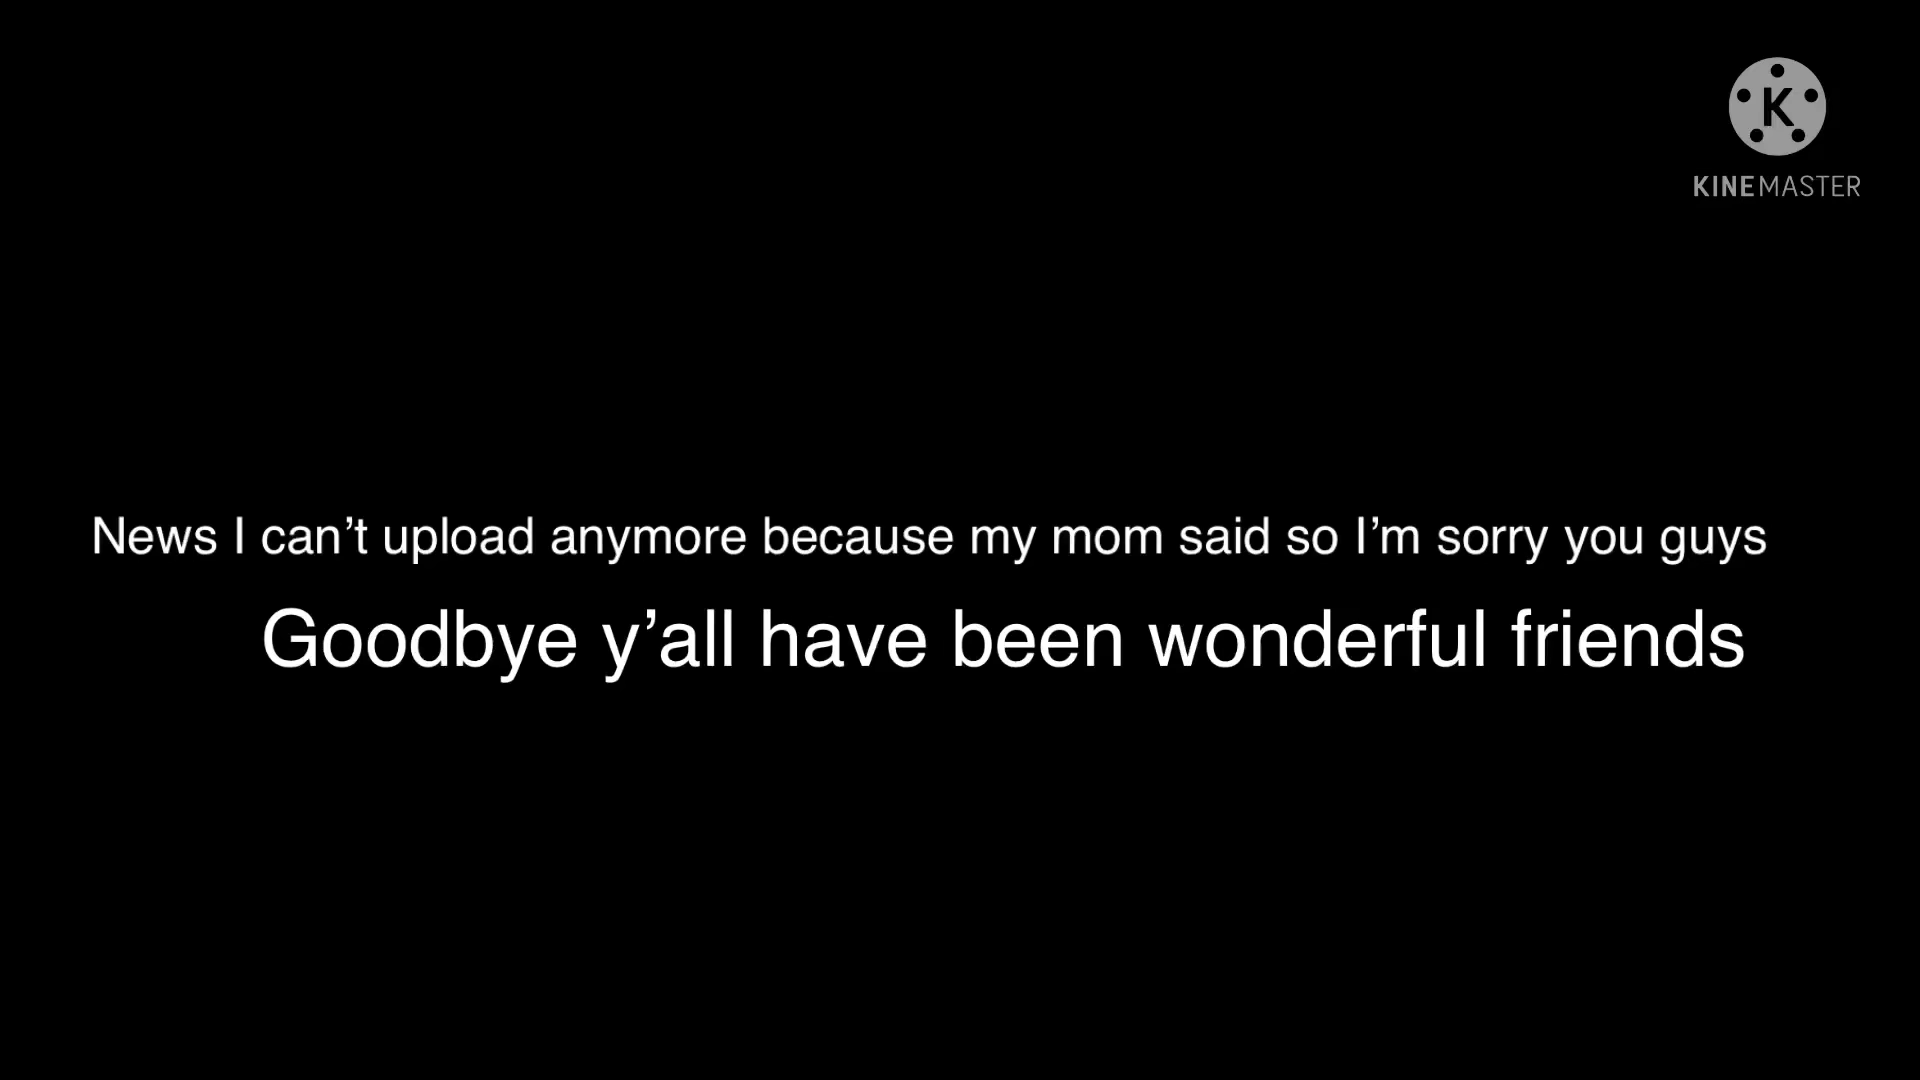 K
KINEMASTER
News I can’t upload anymore because my mom said so I’m sorry you guys
Goodbye y’all have been wonderful friends